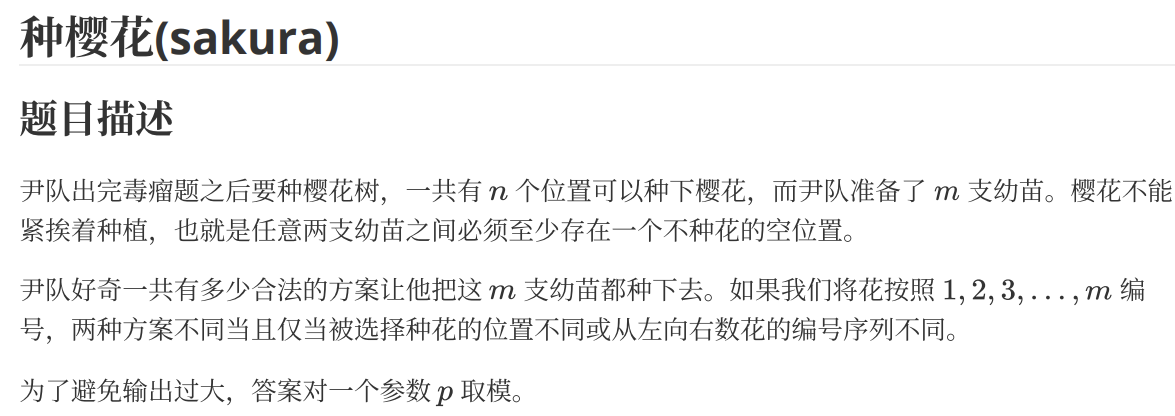 种樱花(sakura)
题目描述
尹队出完毒瘤题之后要种樱花树，一共有 n 个位置可以种下樱花，而尹队准备了 m 支幼苗。樱花不能
紧挨着种植，也就是任意两支幼苗之间必须至少存在一个不种花的空位置。
尹队好奇一共有多少合法的方案让他把这 m 支幼苗都种下去。如果我们将花按照 1, 2, 3, . . . , m 编
号，两种方案不同当且仅当被选择种花的位置不同或从左向右数花的编号序列不同。
为了避免输出过大，答案对一个参数 p 取模。